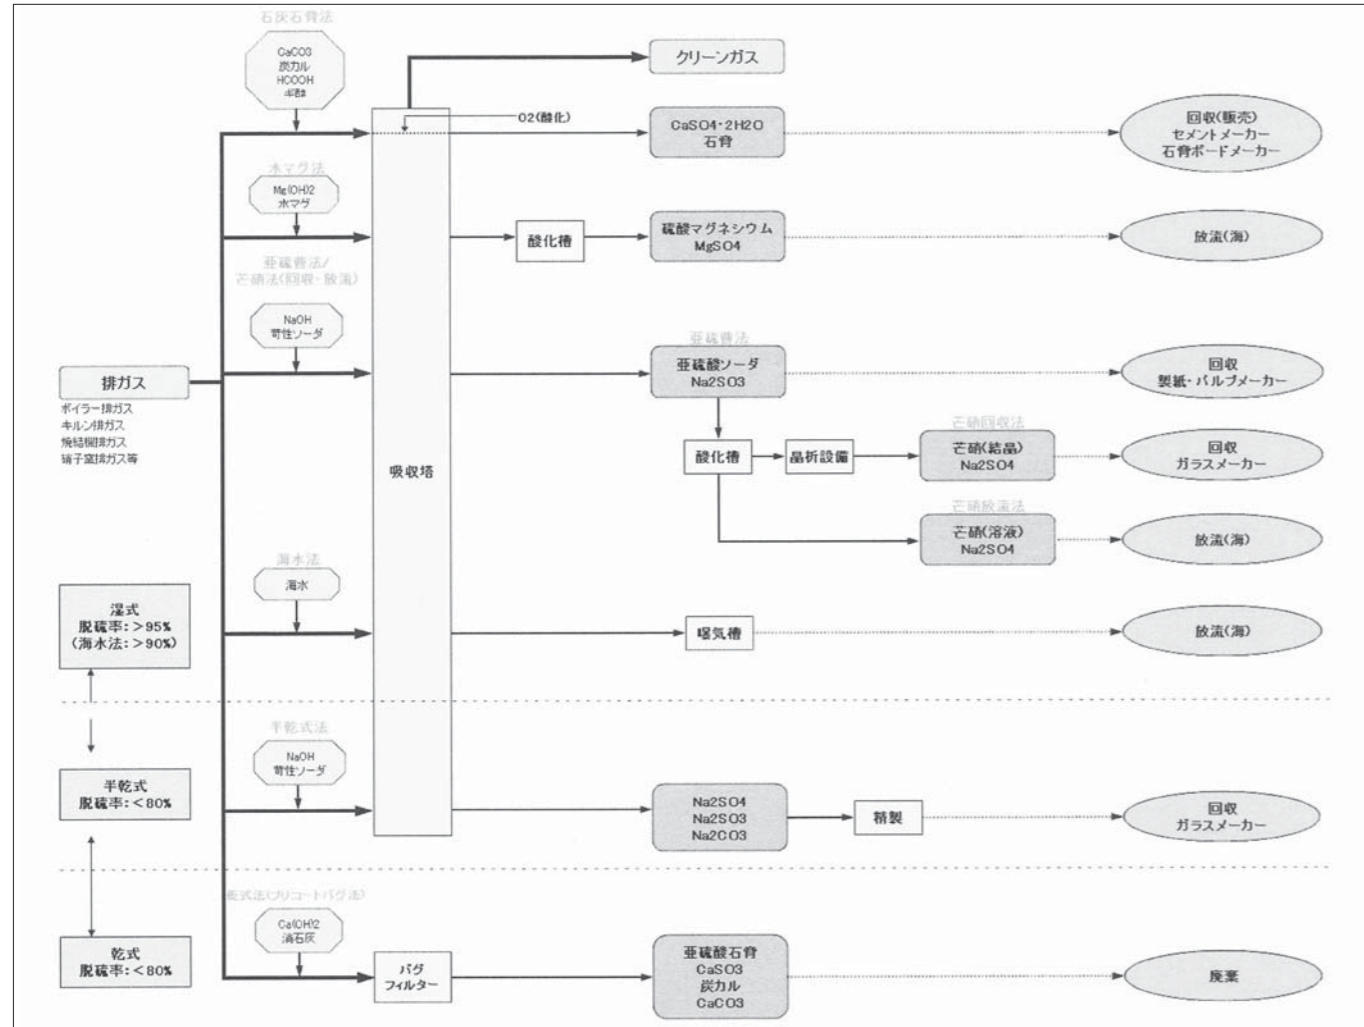 石灰石膏法
CaCO3
炭カル
HCOOH
ギ酸
クリーンガス
O2(酸化)
CaSO4・2H2O
石膏
回収(販売)
セメントメーカー
石膏ボードメーカー
水マグ法
Mg(OH)2
水マグ
酸化槽
硫酸マグネシウム
MgSO4
放流(海)
亜硫曹法/
芒硝法(回収・放流)
NaOH
苛性ソーダ
亜硫曹法
亜硫酸ソーダ
Na2SO3
回収
製紙・パルプメーカー
排ガス
ボイラー排ガス
キルン排ガス
焼結機排ガス
硝子窯排ガス等
吸収塔
酸化槽
晶析設備
芒硝回収法
芒硝(結晶)
Na2SO4
回収
ガラスメーカー
芒硝放流法
芒硝(溶液)
Na2SO4
放流(海)
海水法
海水
曝気槽
放流(海)
湿式
脱硫率:>95%
(海水法:>90%)
半乾式法
NaOH
苛性ソーダ
半乾式
脱硫率:<80%
Na2SO4
Na2SO3
Na2CO3
精製
回収
ガラスメーカー
乾式法(プリコートバグ法)
Ca(OH)2
消石灰
乾式
脱硫率:<80%
バグ
フィルター
亜硫酸石膏
CaSO3
炭カル
CaCO3
廃棄